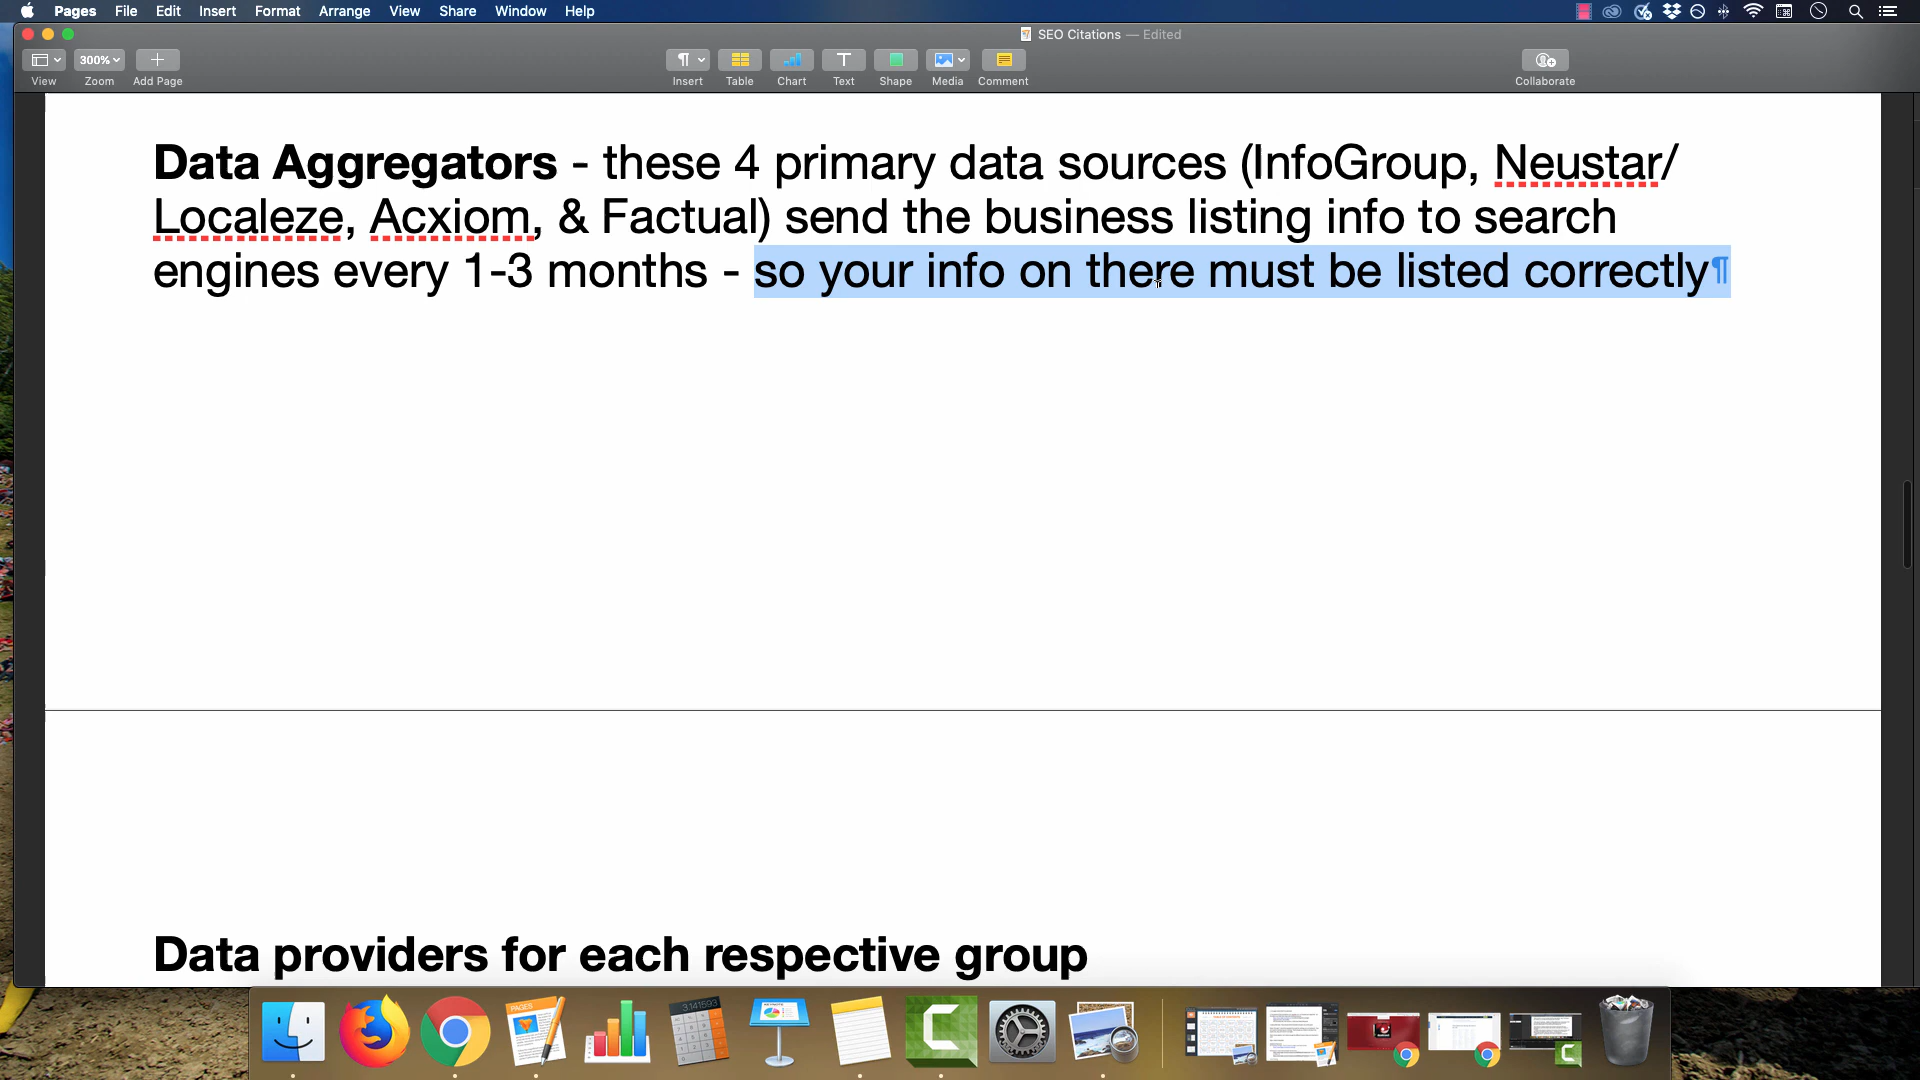 Pages File Edit Insert Format Arrange View Share Window Help
SEO Citations — Edited
300%
View Zoom Add Page Insert Table Chart Text Shape Media Comment Collaborate
Data Aggregators - these 4 primary data sources (InfoGroup, Neustar/
Localeze, Acxiom, & Factual) send the business listing info to search
engines every 1-3 months - so your info on there must be listed correctly¶
Data providers for each respective group
PAGES
3.141593